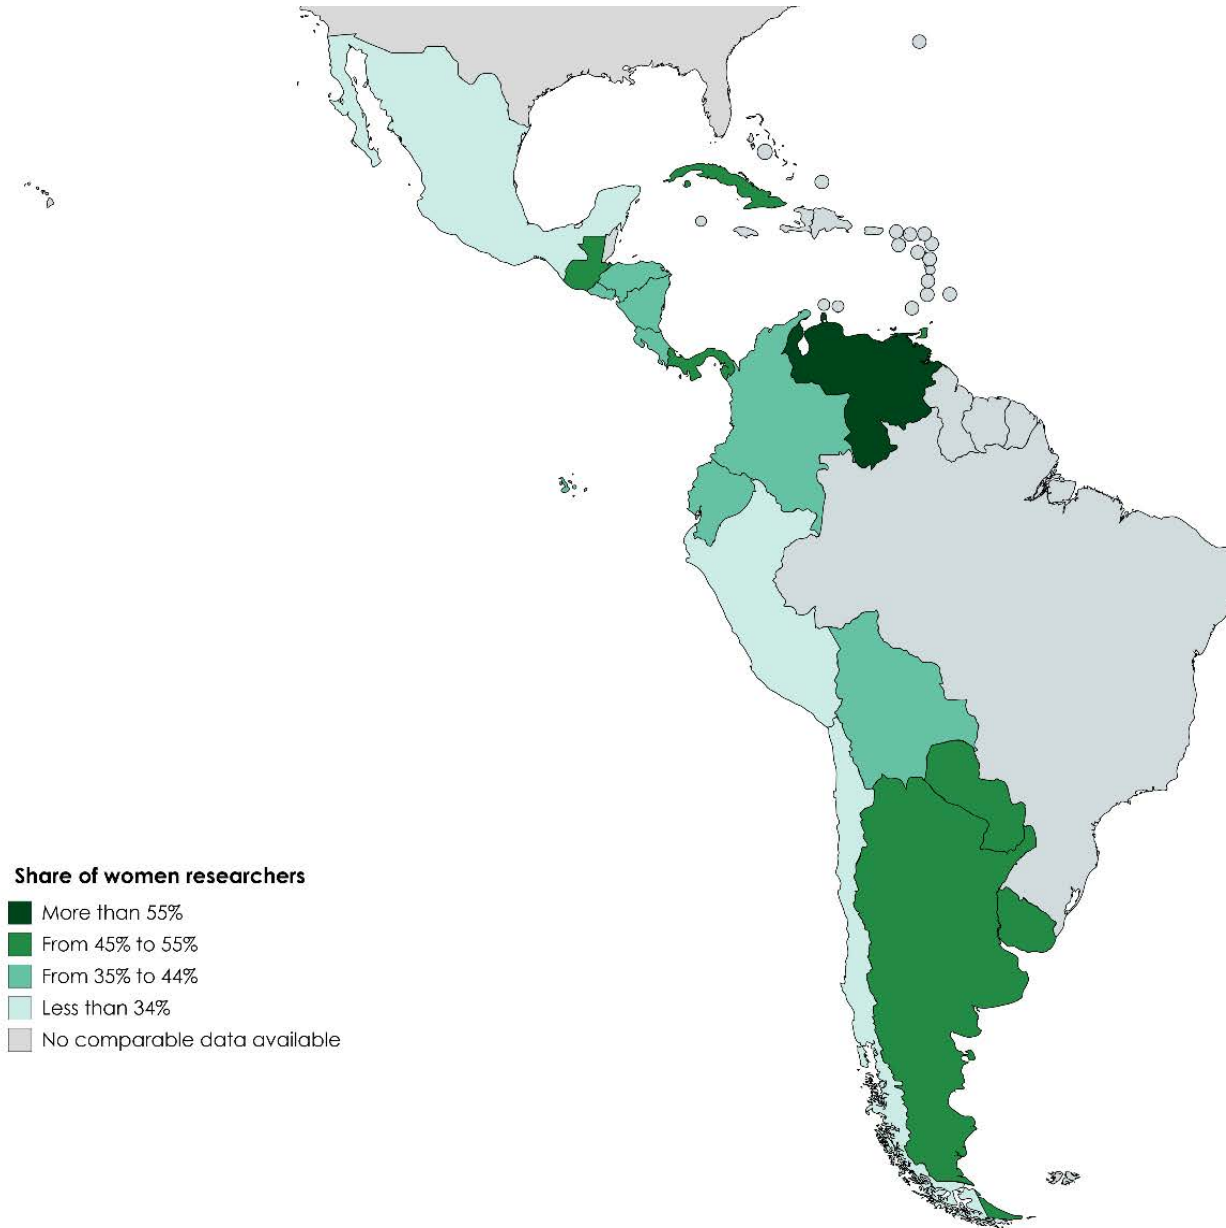 Share of women researchers
More than 55%
From 45% to 55%
From 35% to 44%
Less than 34%
No comparable data available